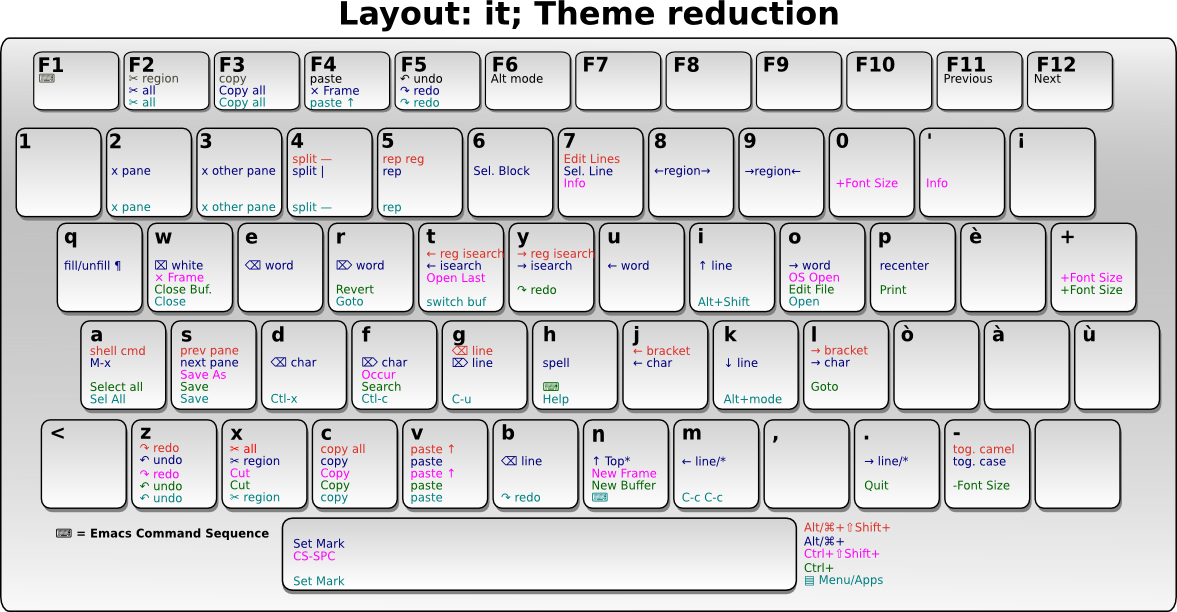 Layout: it; Theme reduction
F1
⌨
F2
✂ region
✂ all
✂ all
F3
copy
Copy all
Copy all
F4
paste
× Frame
paste ↑
F5
↶ undo
↷ redo
↷ redo
F6
Alt mode
F7
F8
F9
F10
F11
Previous
F12
Next
1
2
x pane
x pane
3
x other pane
x other pane
4
split —
split |
split —
5
rep reg
rep
rep
6
Sel. Block
7
Edit Lines
Sel. Line
Info
8
←region→
9
→region←
0
+Font Size
'
Info
ì
q
fill/unfill ¶
w
⌧ white
× Frame
Close Buf.
Close
e
⌫ word
r
⌦ word
Revert
Goto
t
← reg isearch
← isearch
Open Last
switch buf
y
→ reg isearch
→ isearch
↷ redo
u
← word
i
↑ line
Alt+Shift
o
→ word
OS Open
Edit File
Open
p
recenter
Print
è
+
+Font Size
+Font Size
a
shell cmd
M-x
Select all
Sel All
s
prev pane
next pane
Save As
Save
Save
d
⌫ char
Ctl-x
f
⌦ char
Occur
Search
Ctl-c
g
⌫ line
⌦ line
C-u
h
spell
⌨
Help
j
← bracket
← char
k
↓ line
Alt+mode
l
→ bracket
→ char
Goto
ò
à
ù
<
z
↷ redo
↶ undo
↷ redo
↶ undo
↶ undo
x
✂ all
✂ region
Cut
Cut
✂ region
c
copy all
copy
Copy
Copy
copy
v
paste ↑
paste
paste ↑
paste
paste
b
⌫ line
↷ redo
n
↑ Top*
New Frame
New Buffer
⌨
m
← line/*
C-c C-c
,
.
→ line/*
Quit
-
tog. camel
tog. case
-Font Size
⌨ = Emacs Command Sequence
Set Mark
CS-SPC
Set Mark
Alt/⌘+⇧Shift+
Alt/⌘+
Ctrl+⇧Shift+
Ctrl+
▤ Menu/Apps